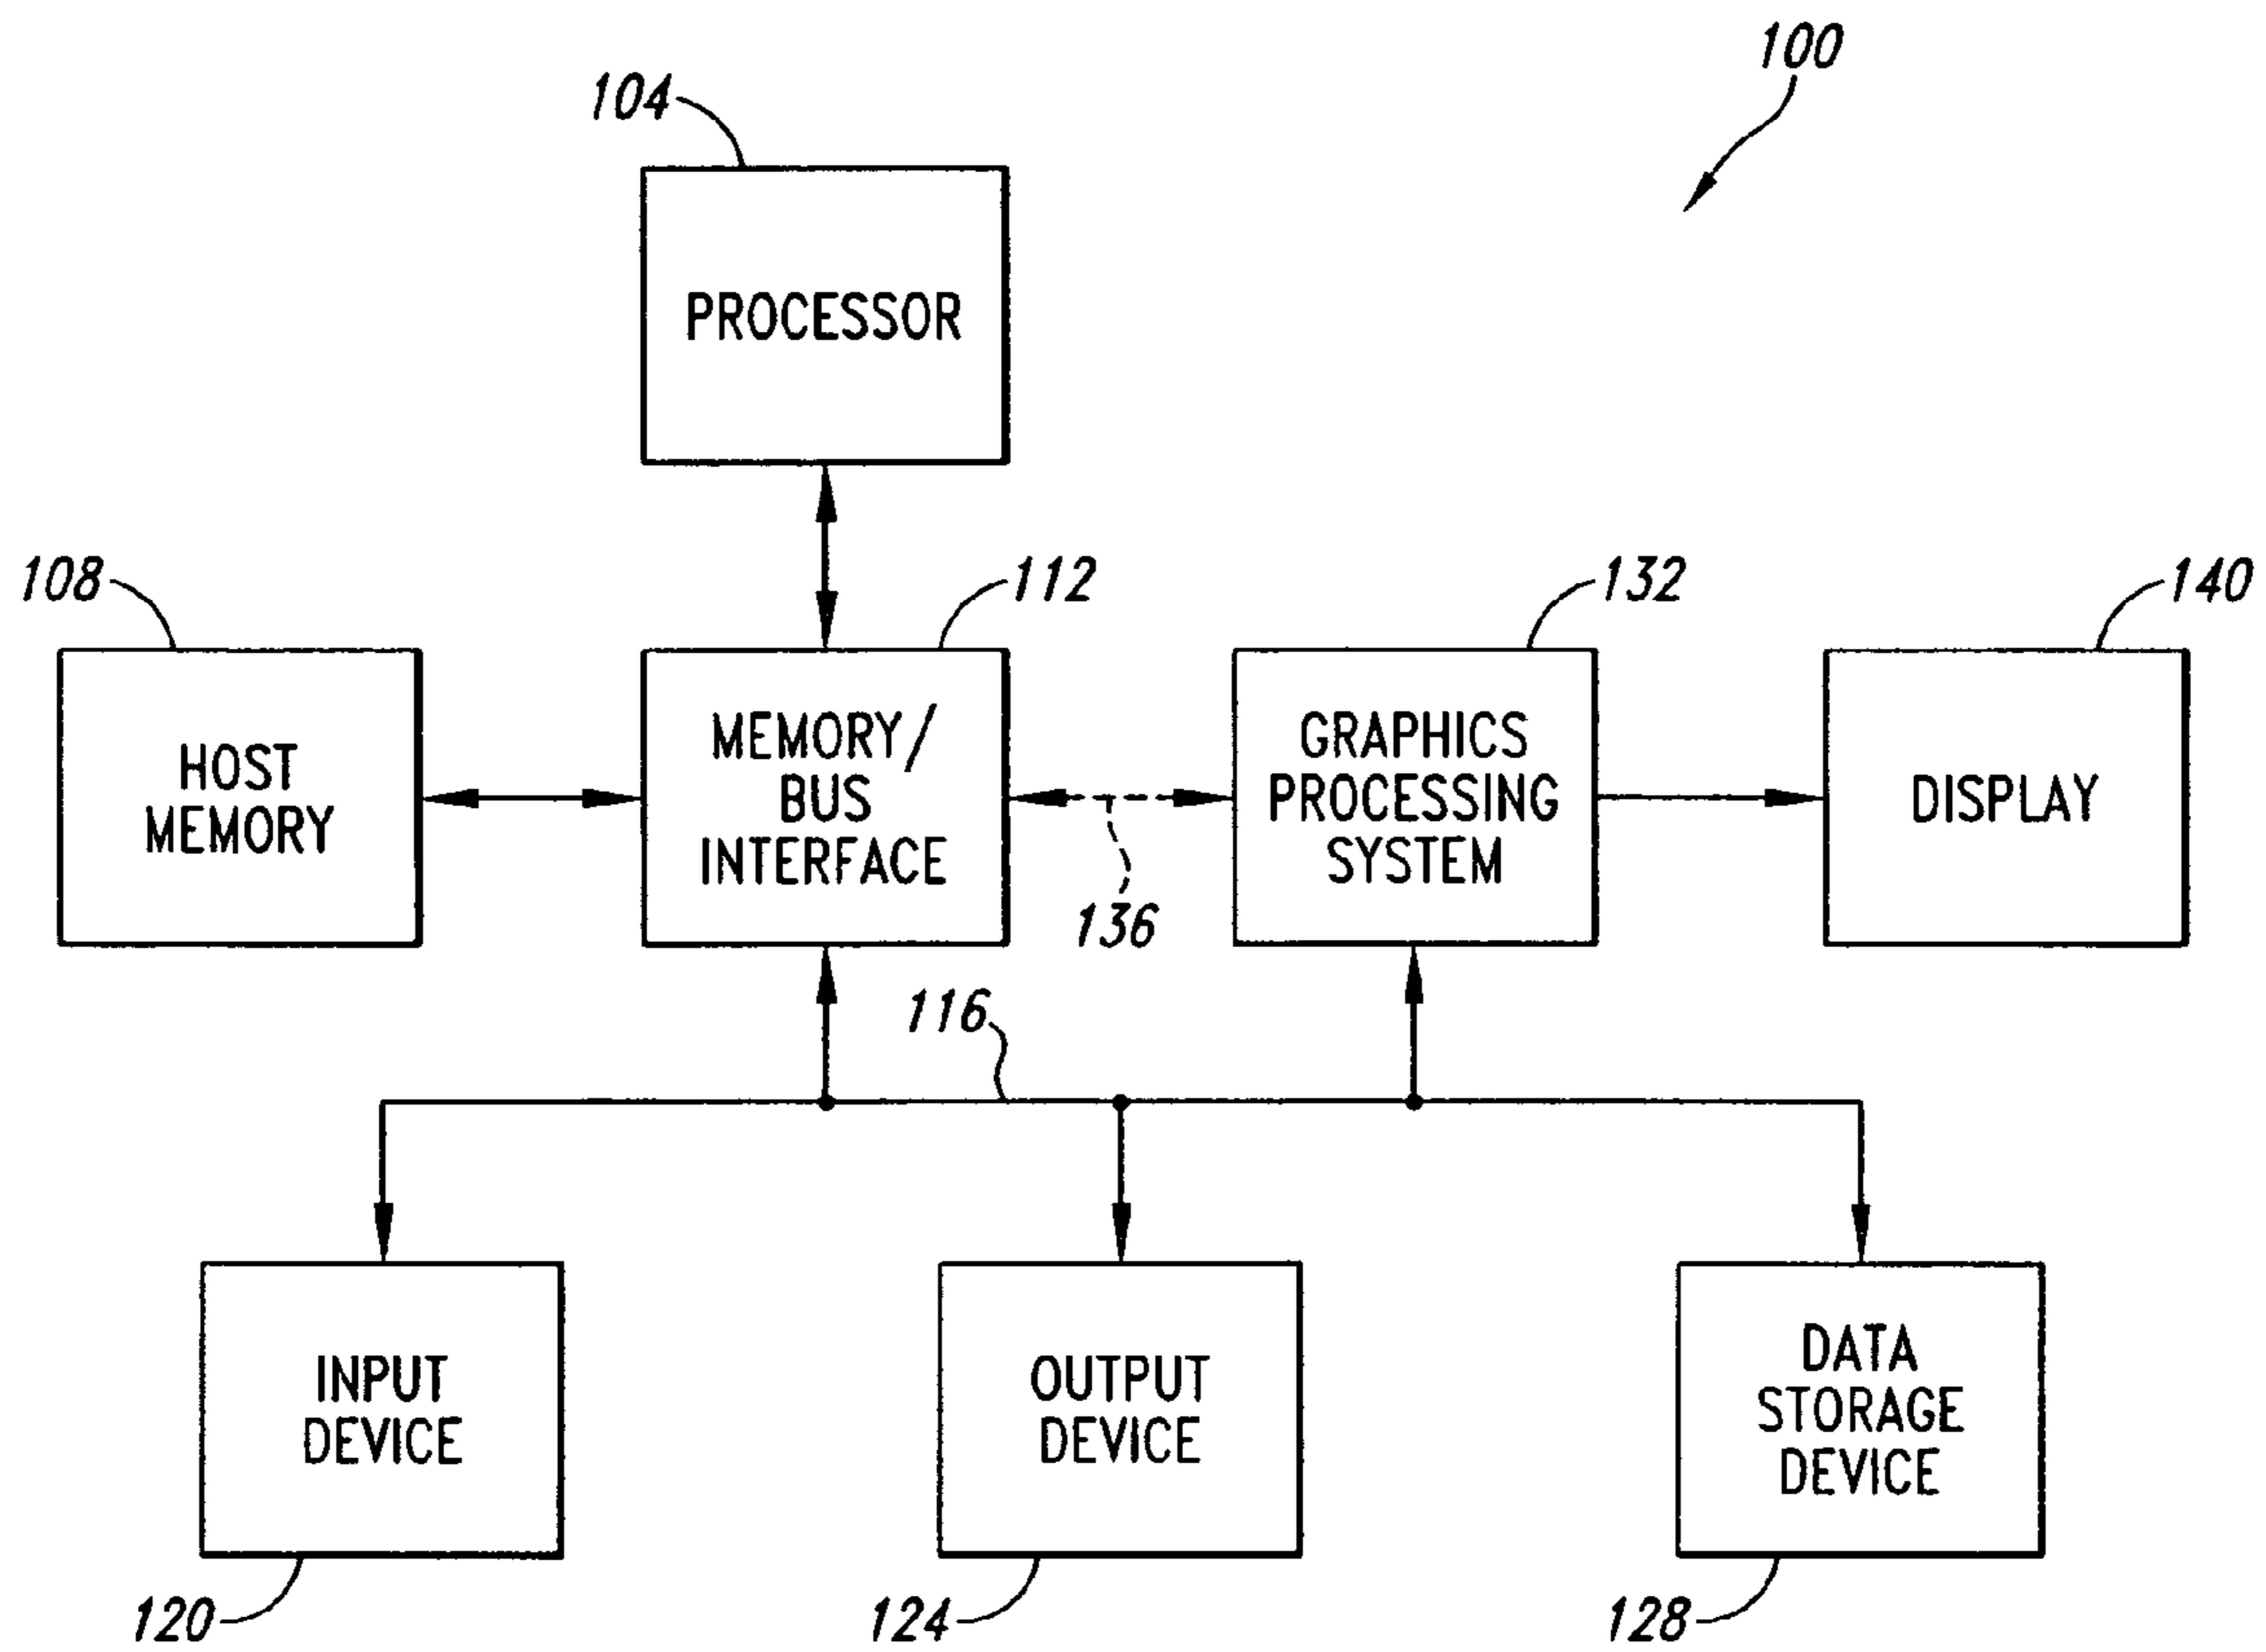 100
104
PROCESSOR
108
112
132
140
HOST
MEMORY
MEMORY/
BUS
INTERFACE
GRAPHICS
PROCESSING
SYSTEM
DISPLAY
136
116
INPUT
DEVICE
OUTPUT
DEVICE
DATA
STORAGE
DEVICE
120
124
128